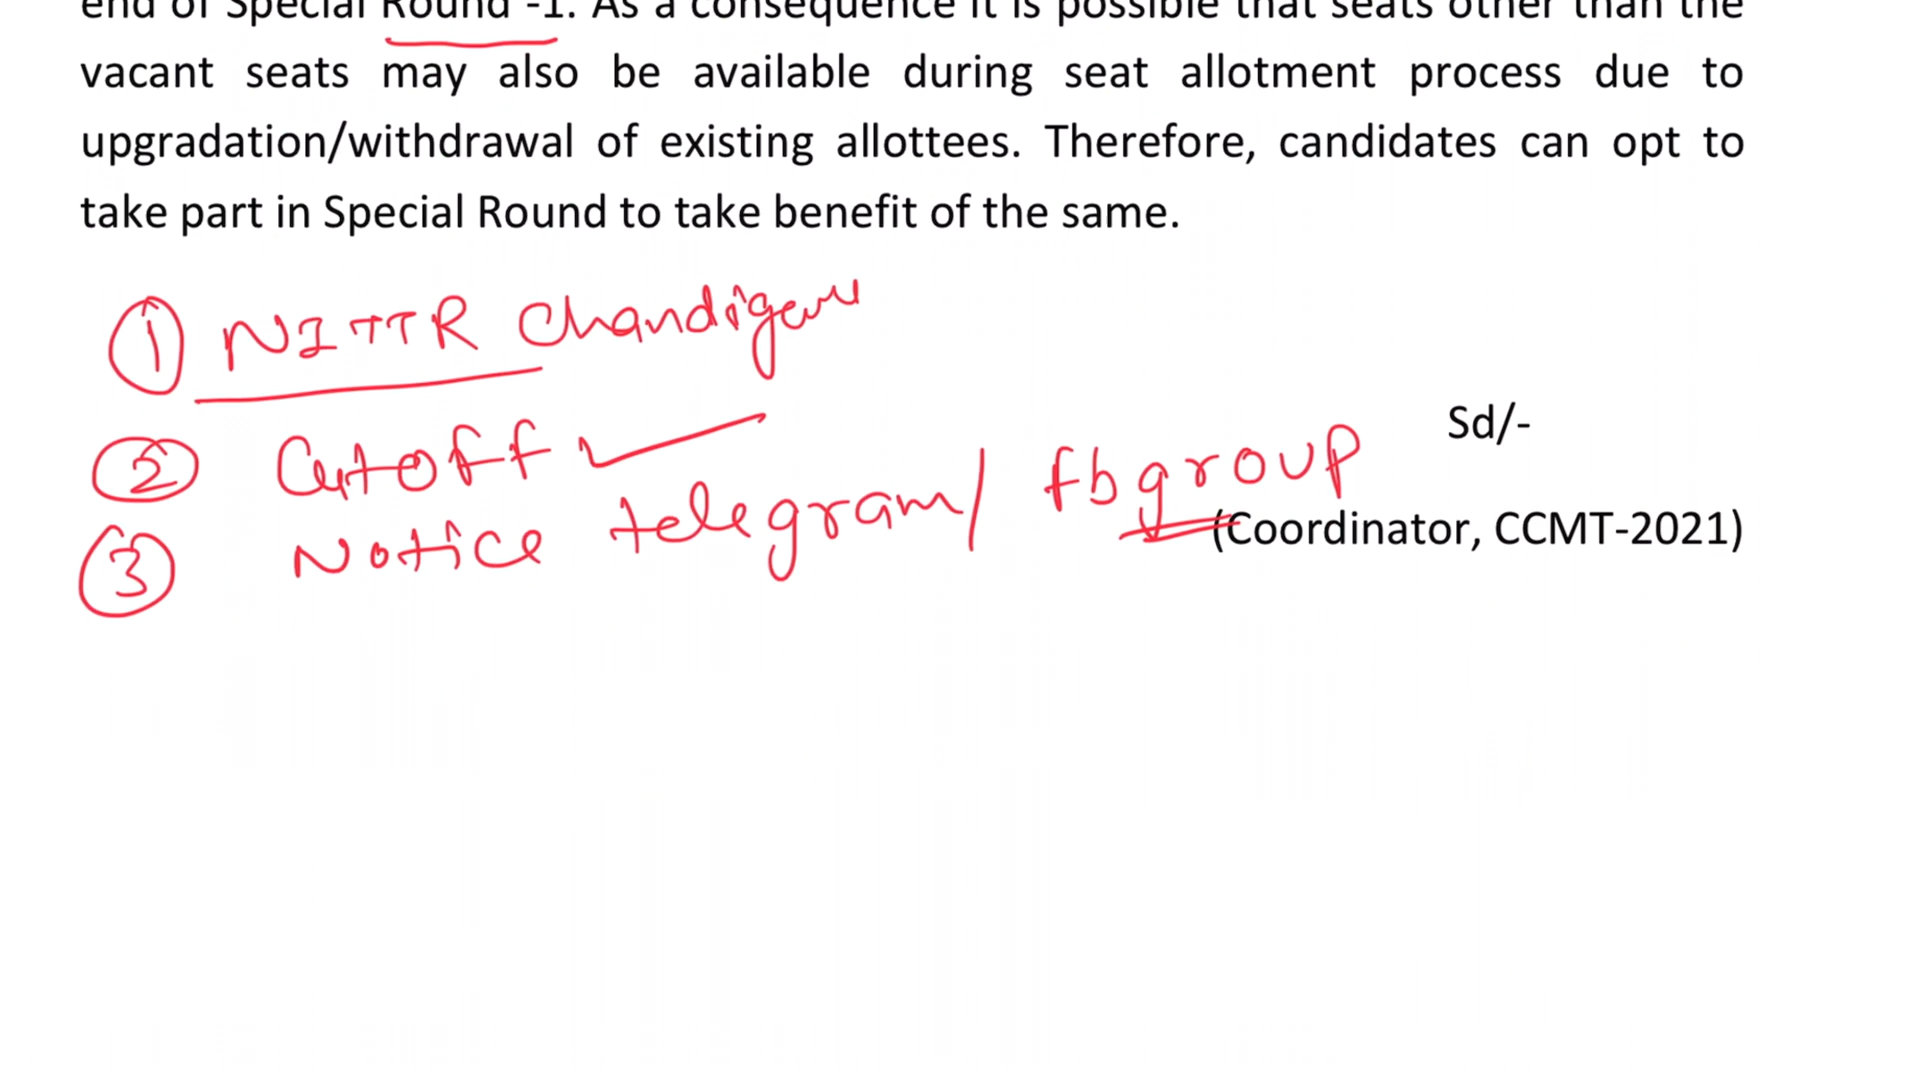 end of Special Round -1. As a consequence it is possible that seats other than the
vacant seats may also be available during seat allotment process due to
upgradation/withdrawal of existing allottees. Therefore, candidates can opt to
take part in Special Round to take benefit of the same.
① NITTR
② Cutoff
Sd/-
③ Notice telegram/ fbgroup
(Coordinator, CCMT-2021)